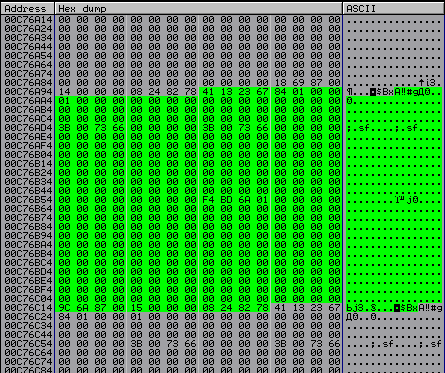 Address Hex dump ASCII
00C76A14 00 00 00 00 00 00 00 00 00 00 00 00 00 00 00 00 ................
00C76A24 00 00 00 00 00 00 00 00 00 00 00 00 00 00 00 00 ................
00C76A34 00 00 00 00 00 00 00 00 00 00 00 00 00 00 00 00 ................
00C76A44 00 00 00 00 00 00 00 00 00 00 00 00 00 00 00 00 ................
00C76A54 00 00 00 00 00 00 00 00 00 00 00 00 00 00 00 00 ................
00C76A64 00 00 00 00 00 00 00 00 00 00 00 00 00 00 00 00 ................
00C76A74 00 00 00 00 00 00 00 00 00 00 00 00 00 00 00 00 ................
00C76A84 00 00 00 00 00 00 00 00 00 00 00 00 18 69 87 00 ............↑i3.
00C76A94 14 00 00 00 08 24 82 78 41 13 23 67 84 01 00 00
00C76AA4 01 00 00 00 00 00 00 00 00 00 00 00 00 00 00 00
00C76AB4 00 00 00 00 00 00 00 00 00 00 00 00 00 00 00 00 ................
00C76AC4 00 00 00 00 00 00 00 00 00 00 00 00 00 00 00 00 ................
00C76AD4 3B 00 73 66 00 00 00 00 3B 00 73 66 00 00 00 00 ;.sf....;.sf....
00C76AE4 00 00 00 00 00 00 00 00 00 00 00 00 00 00 00 00 ................
00C76AF4 00 00 00 00 00 00 00 00 00 00 00 00 00 00 00 00 ................
00C76B04 00 00 00 00 00 00 00 00 00 00 00 00 00 00 00 00 ................
00C76B14 00 00 00 00 00 00 00 00 00 00 00 00 00 00 00 00 ................
00C76B24 00 00 00 00 00 00 00 00 00 00 00 00 00 00 00 00 ................
00C76B34 00 00 00 00 00 00 00 00 00 00 00 00 00 00 00 00 ................
00C76B44 00 00 00 00 00 00 00 00 00 00 00 00 00 00 00 00 ................
00C76B54 00 00 00 00 00 00 00 00 F4 BD 6A 01 00 00 00 00
00C76B64 00 00 00 00 00 00 00 00 00 00 00 00 00 00 00 00 ................
00C76B74 00 00 00 00 00 00 00 00 00 00 00 00 00 00 00 00 ................
00C76B84 00 00 00 00 00 00 00 00 00 00 00 00 00 00 00 00 ................
00C76B94 00 00 00 00 00 00 00 00 00 00 00 00 00 00 00 00 ................
00C76BA4 00 00 00 00 00 00 00 00 00 00 00 00 00 00 00 00 ................
00C76BB4 00 00 00 00 00 00 00 00 00 00 00 00 00 00 00 00 ................
00C76BC4 00 00 00 00 00 00 00 00 00 00 00 00 00 00 00 00 ................
00C76BD4 00 00 00 00 00 00 00 00 00 00 00 00 00 00 00 00 ................
00C76BE4 00 00 00 00 00 00 00 00 00 00 00 00 00 00 00 00 ................
00C76BF4 00 00 00 00 00 00 00 00 00 00 00 00 00 00 00 00 ................
00C76C04 00 00 00 00 00 00 00 00 00 00 00 00 00 00 00 00 ................
00C76C14 9C 6A 87 00 15 00 00 00 08 24 82 78 41 13 23 67
00C76C24 84 01 00 00 01 00 00 00 00 00 00 00 00 00 00 00
00C76C34 00 00 00 00 00 00 00 00 00 00 00 00 00 00 00 00 ................
00C76C44 00 00 00 00 00 00 00 00 00 00 00 00 00 00 00 00 ................
00C76C54 00 00 00 00 3B 00 73 66 00 00 00 00 3B 00 73 66 ....;.sf....;.sf
00C76C64 00 00 00 00 00 00 00 00 00 00 00 00 00 00 00 00 ................
00C76C74 00 00 00 00 00 00 00 00 00 00 00 00 00 00 00 00 ................